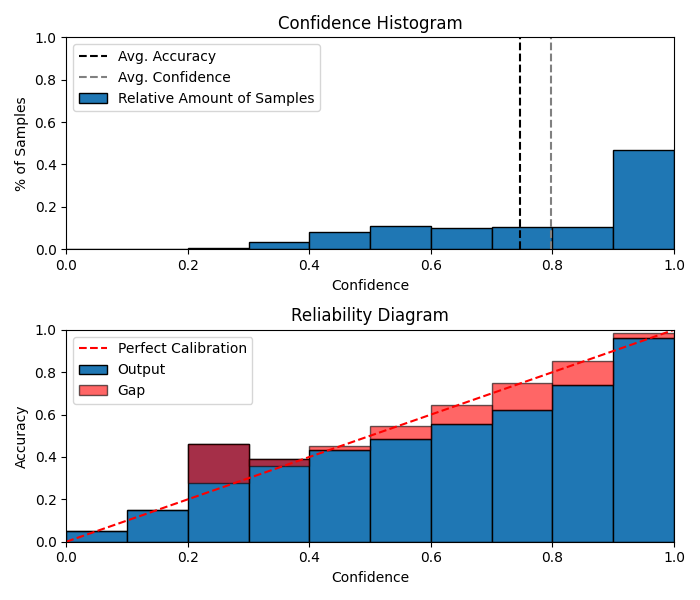 Confidence Histogram
1.0
0.8
0.6
0.4
0.2
0.0
% of Samples
Avg. Accuracy
Avg. Confidence
Relative Amount of Samples
0.0 0.2 0.4 0.6 0.8 1.0
Confidence
Reliability Diagram
1.0
0.8
0.6
0.4
0.2
0.0
Accuracy
Perfect Calibration
Output
Gap
0.0 0.2 0.4 0.6 0.8 1.0
Confidence